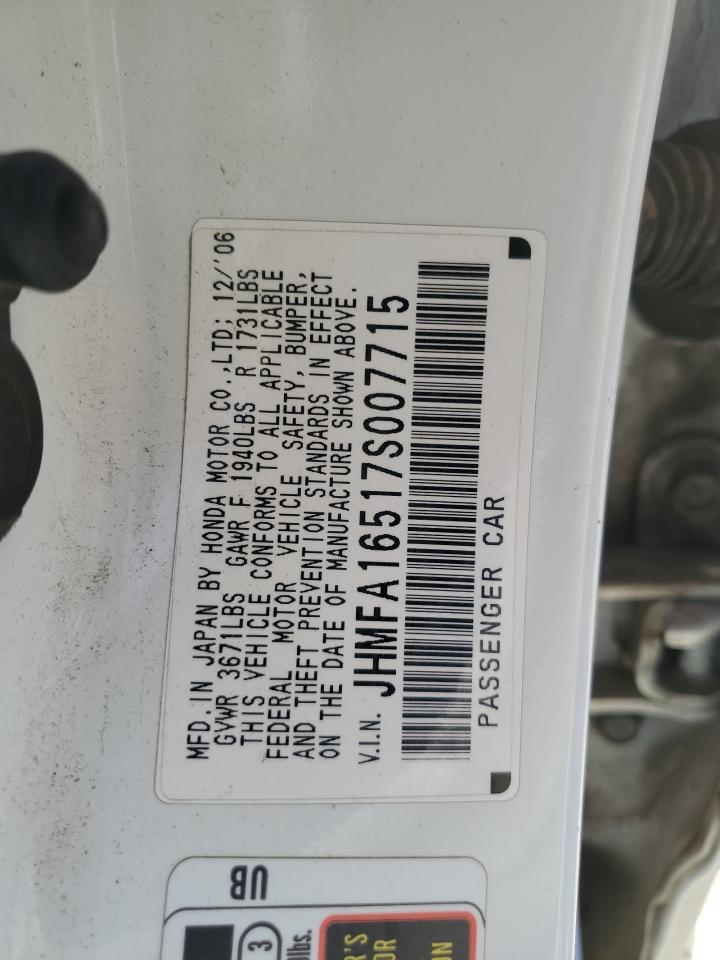 MFD. IN JAPAN BY HONDA MOTOR CO.,LTD; 12/'06
GVWR 3671LBS GAWR F 1940LBS R 1731LBS
THIS VEHICLE CONFORMS TO ALL APPLICABLE
FEDERAL MOTOR VEHICLE SAFETY, BUMPER,
AND THEFT PREVENTION STANDARDS IN EFFECT
ON THE DATE OF MANUFACTURE SHOWN ABOVE.
V.I.N. JHMFA16517S007715
PASSENGER CAR
UB
3
lbs.